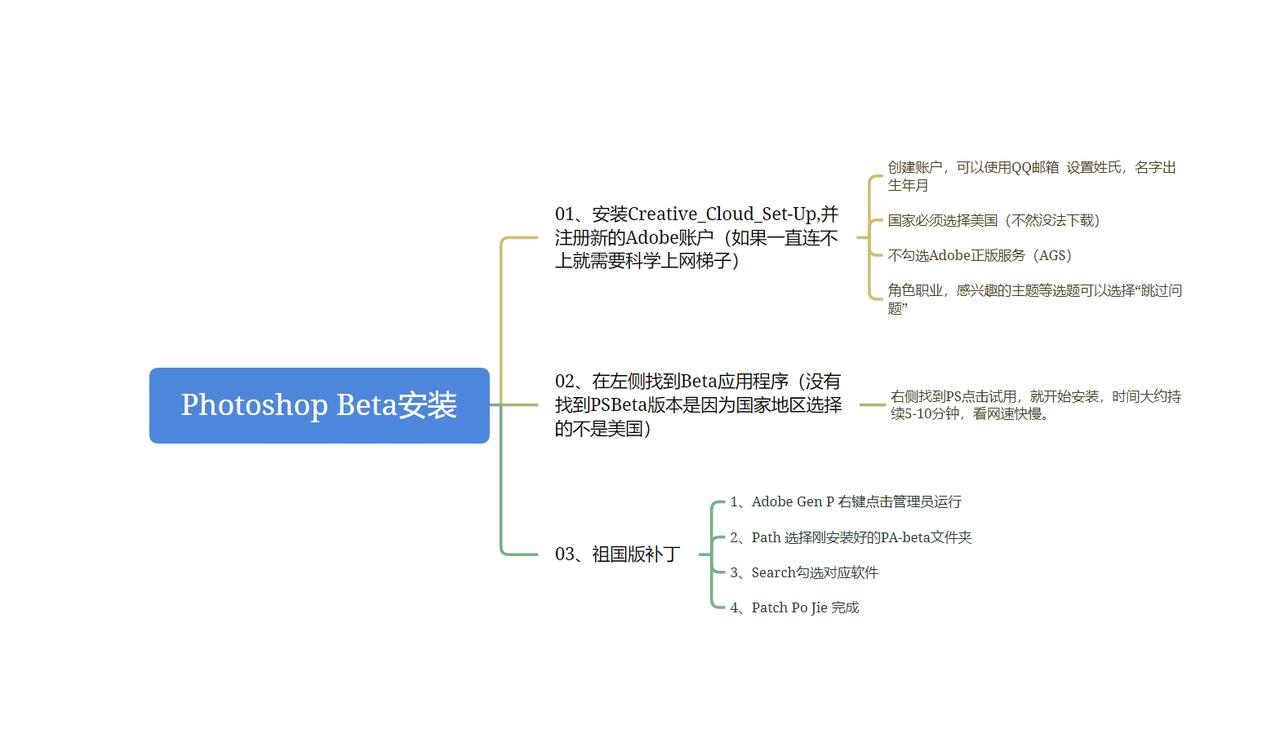 Photoshop Beta安装
01、安装Creative_Cloud_Set-Up,并
注册新的Adobe账户（如果一直连不
上就需要科学上网梯子）
创建账户，可以使用QQ邮箱  设置姓氏，名字出
生年月
国家必须选择美国（不然没法下载）
不勾选Adobe正版服务（AGS）
角色职业，感兴趣的主题等选题可以选择“跳过问
题”
02、在左侧找到Beta应用程序（没有
找到PSBeta版本是因为国家地区选择
的不是美国）
右侧找到PS点击试用，就开始安装，时间大约持
续5-10分钟，看网速快慢。
03、祖国版补丁
1、Adobe Gen P 右键点击管理员运行
2、Path 选择刚安装好的PA-beta文件夹
3、Search勾选对应软件
4、Patch Po Jie 完成